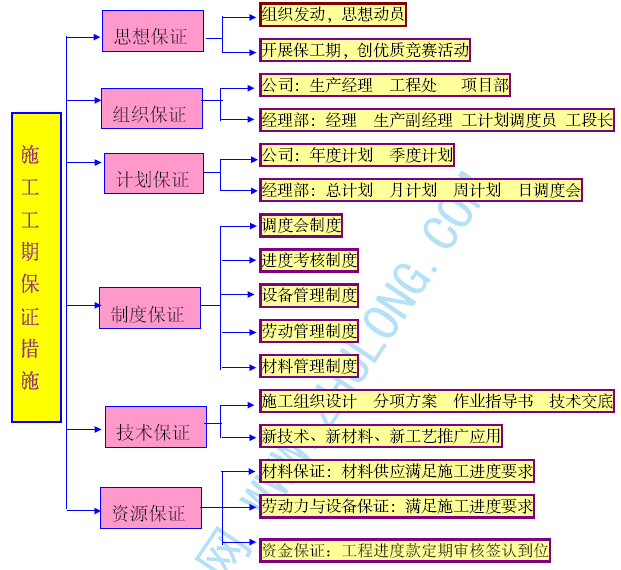 施工工期保证措施
思想保证
组织发动，思想动员
开展保工期，创优质竞赛活动
组织保证
公司：生产经理 工程处 项目部
经理部：经理 生产副经理 工计划调度员 工段长
计划保证
公司：年度计划 季度计划
经理部：总计划 月计划 周计划 日调度会
制度保证
调度会制度
进度考核制度
设备管理制度
劳动管理制度
材料管理制度
技术保证
施工组织设计 分项方案 作业指导书 技术交底
新技术、新材料、新工艺推广应用
资源保证
材料保证：材料供应满足施工进度要求
劳动力与设备保证：满足施工进度要求
资金保证：工程进度款定期审核签认到位
网 WWW.ZHULONG.COM